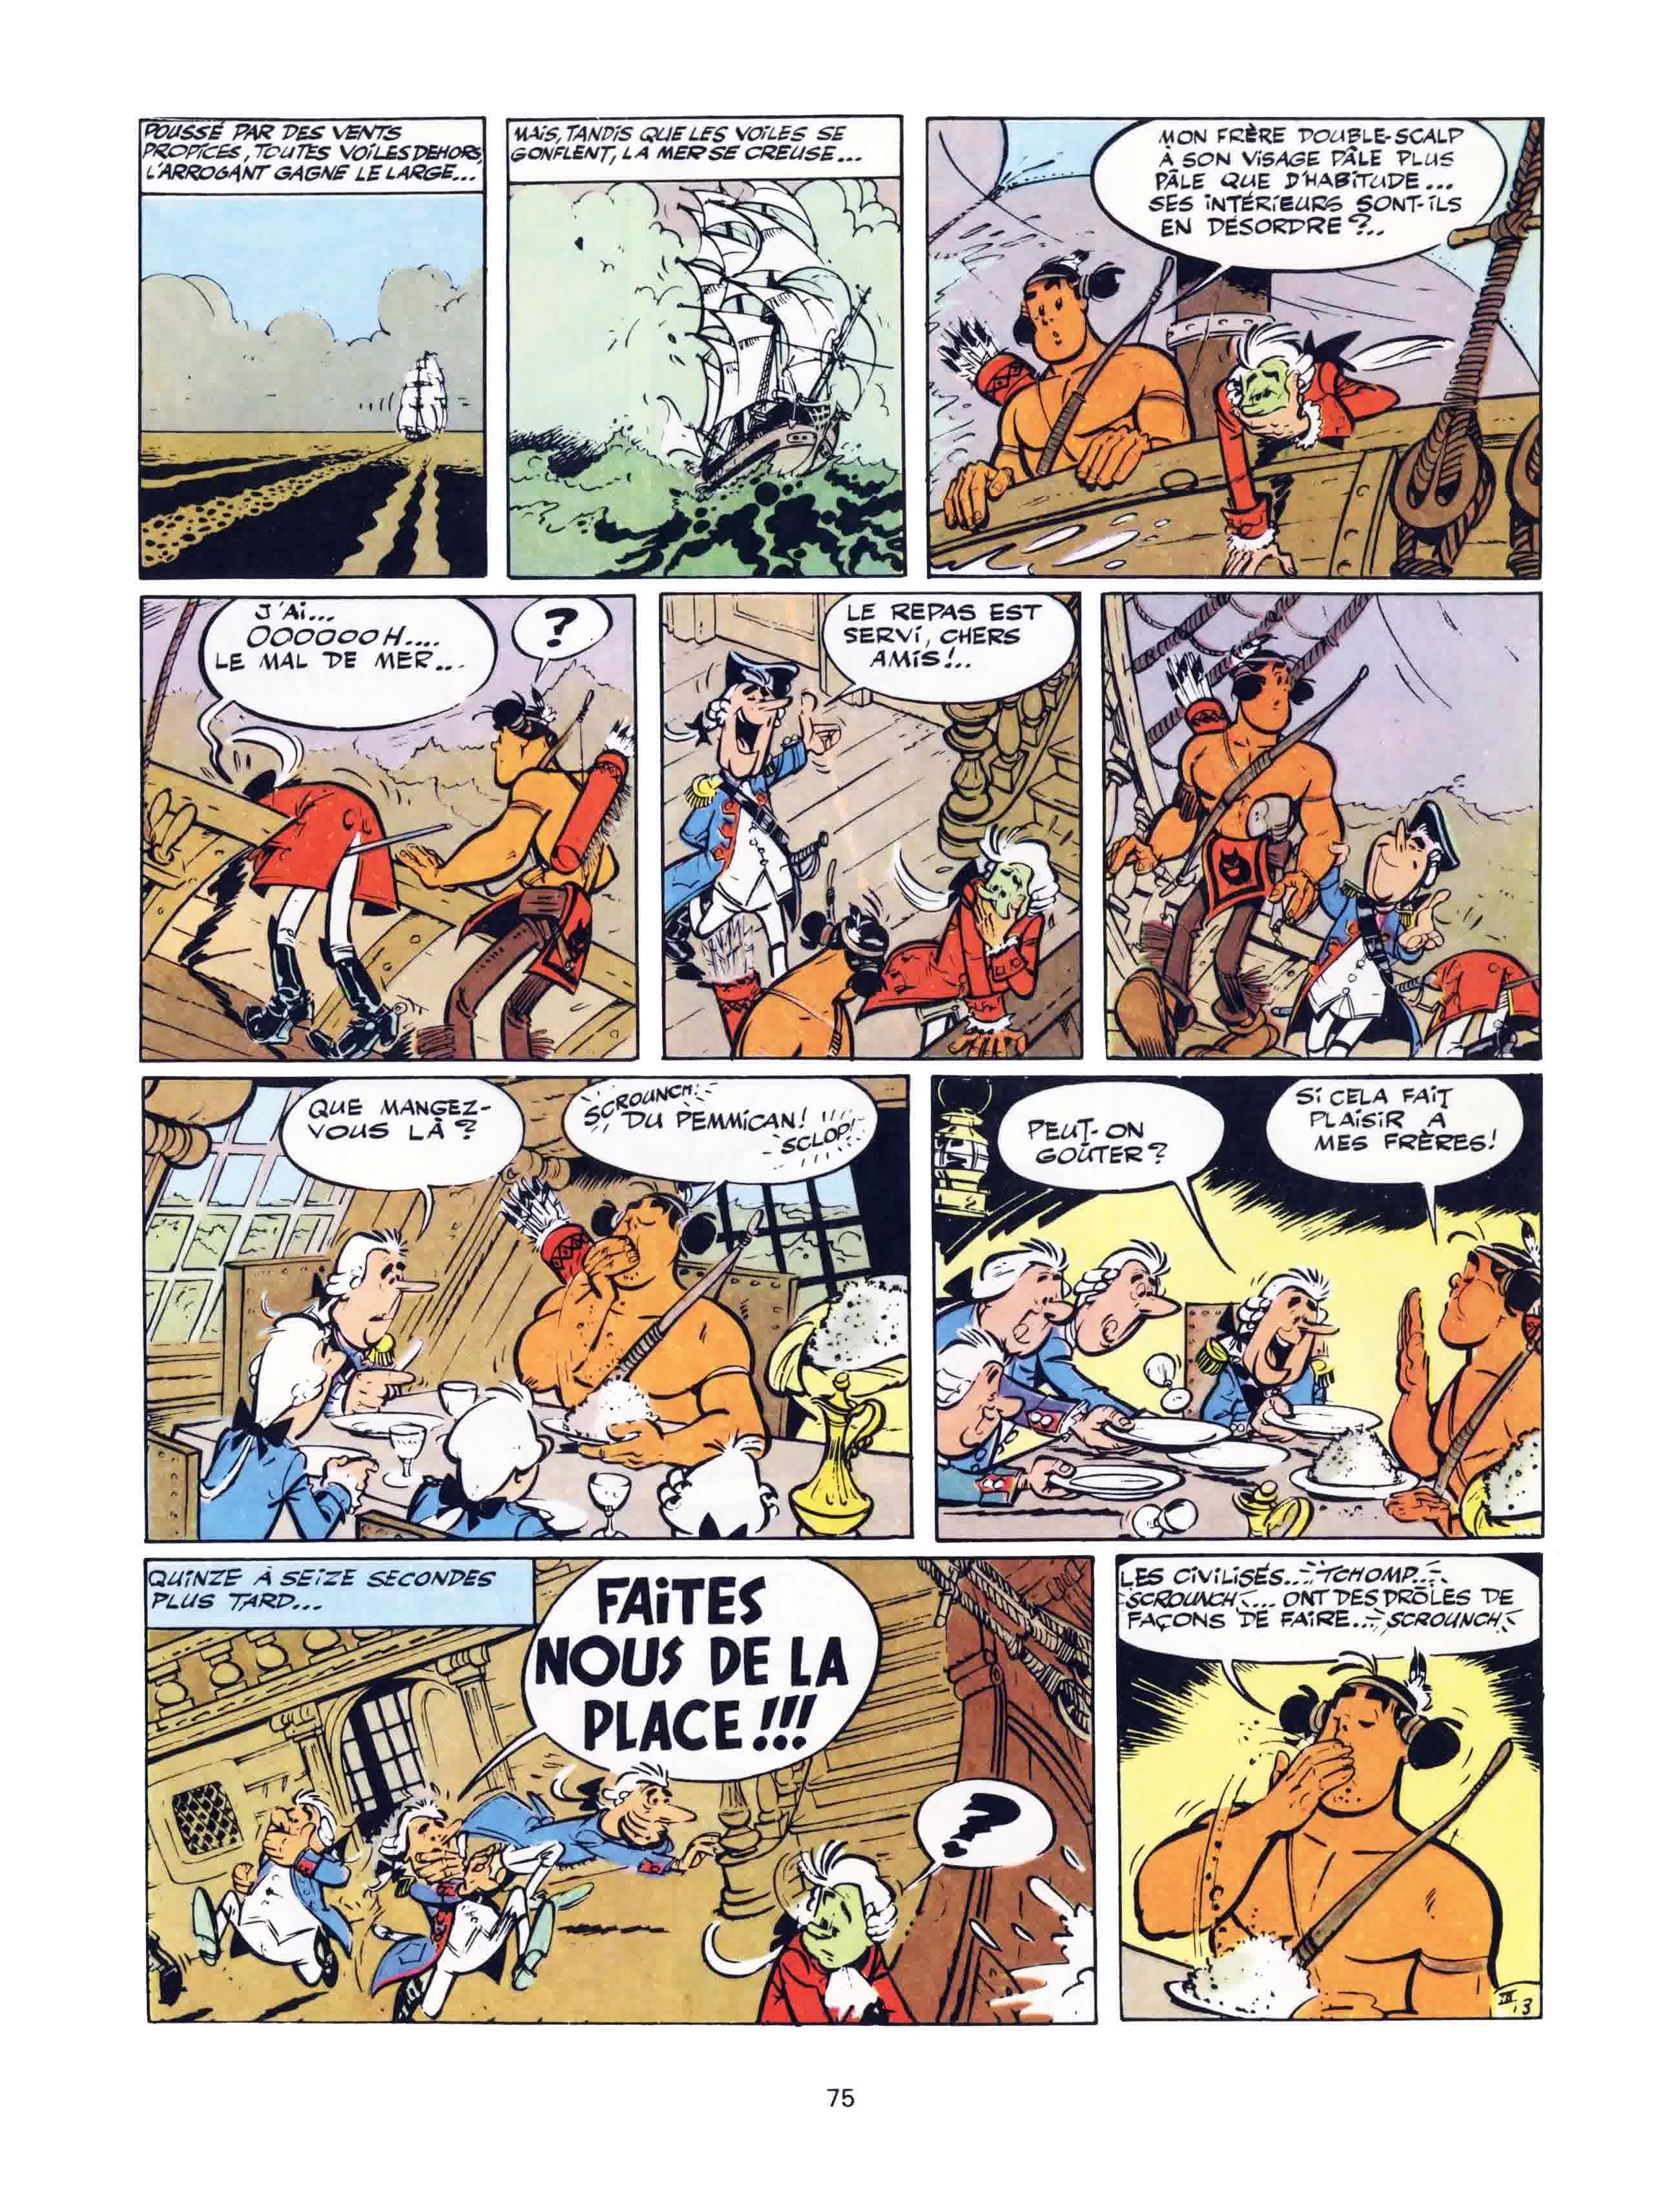 POUSSÉ PAR DES VENTS
PROPICES, TOUTES VOILES DEHORS,
L'ARROGANT GAGNE LE LARGE...
MAIS, TANDIS QUE LES VOILES SE
GONFLENT, LA MER SE CREUSE...
MON FRÈRE DOUBLE-SCALP
A SON VISAGE PÂLE PLUS
PÂLE QUE D'HABITUDE...
SES INTÉRIEURS SONT-ILS
EN DÉSORDRE?..
J'AI...
OOOOOOH....
LE MAL DE MER...
?
LE REPAS EST
SERVI, CHERS
AMIS!..
QUE MANGEZ-
VOUS LÀ?
SCROUNCH!
DU PEMMICAN!
SCLOP!
PEUT-ON
GOÛTER?
SI CELA FAIT
PLAISIR A
MES FRÈRES!
QUINZE À SEIZE SECONDES
PLUS TARD...
FAITES
NOUS DE LA
PLACE!!!
?
LES CIVILISÉS... TCHOMP...
SCROUNCH... ONT DES DRÔLES DE
FAÇONS DE FAIRE... SCROUNCH
III 3
75